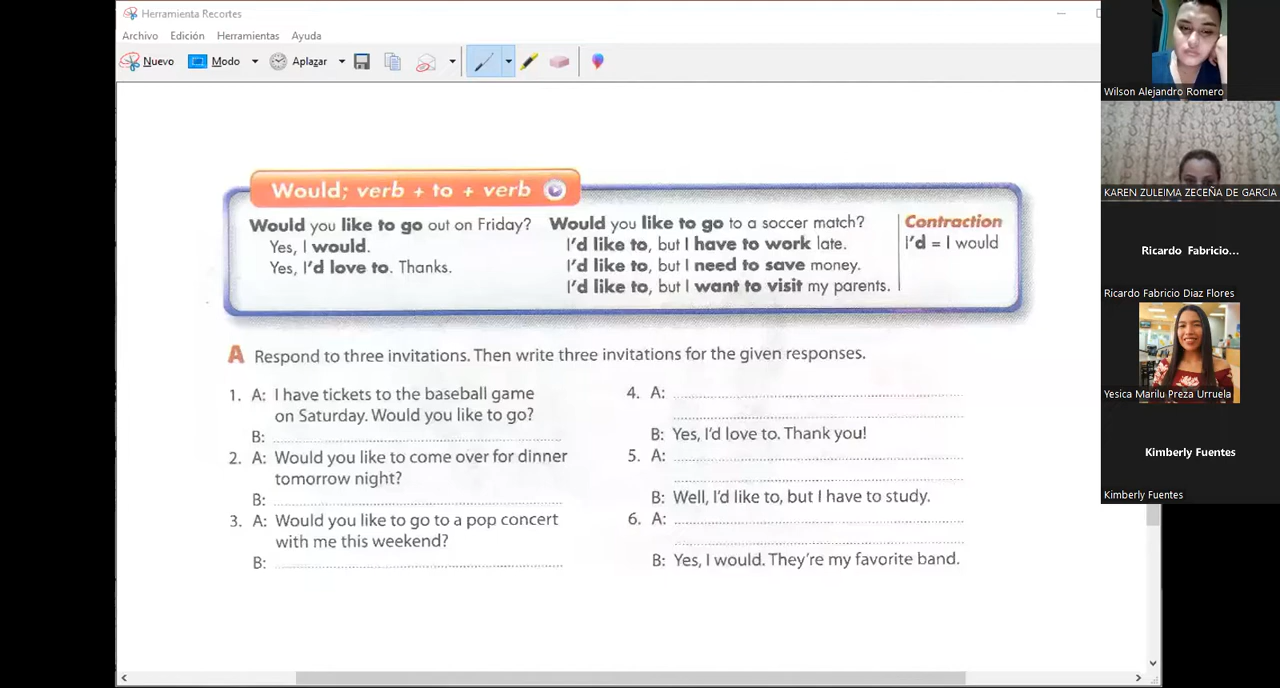 Herramienta Recortes
Archivo Edición Herramientas Ayuda
Nuevo Modo Aplazar
Would; verb + to + verb
Would you like to go out on Friday?
Yes, I would.
Yes, I'd love to. Thanks.
Would you like to go to a soccer match?
I'd like to, but I have to work late.
I'd like to, but I need to save money.
I'd like to, but I want to visit my parents.
Contraction
I'd = I would
A Respond to three invitations. Then write three invitations for the given responses.
1. A: I have tickets to the baseball game
on Saturday. Would you like to go?
B:
2. A: Would you like to come over for dinner
tomorrow night?
B:
3. A: Would you like to go to a pop concert
with me this weekend?
B:
4. A:
B: Yes, I'd love to. Thank you!
5. A:
B: Well, I'd like to, but I have to study.
6. A:
B: Yes, I would. They're my favorite band.
Wilson Alejandro Romero
KAREN ZULEIMA ZECEÑA DE GARCIA
Ricardo Fabricio...
Ricardo Fabricio Diaz Flores
Yesica Marilu Preza Urruela
Kimberly Fuentes
Kimberly Fuentes